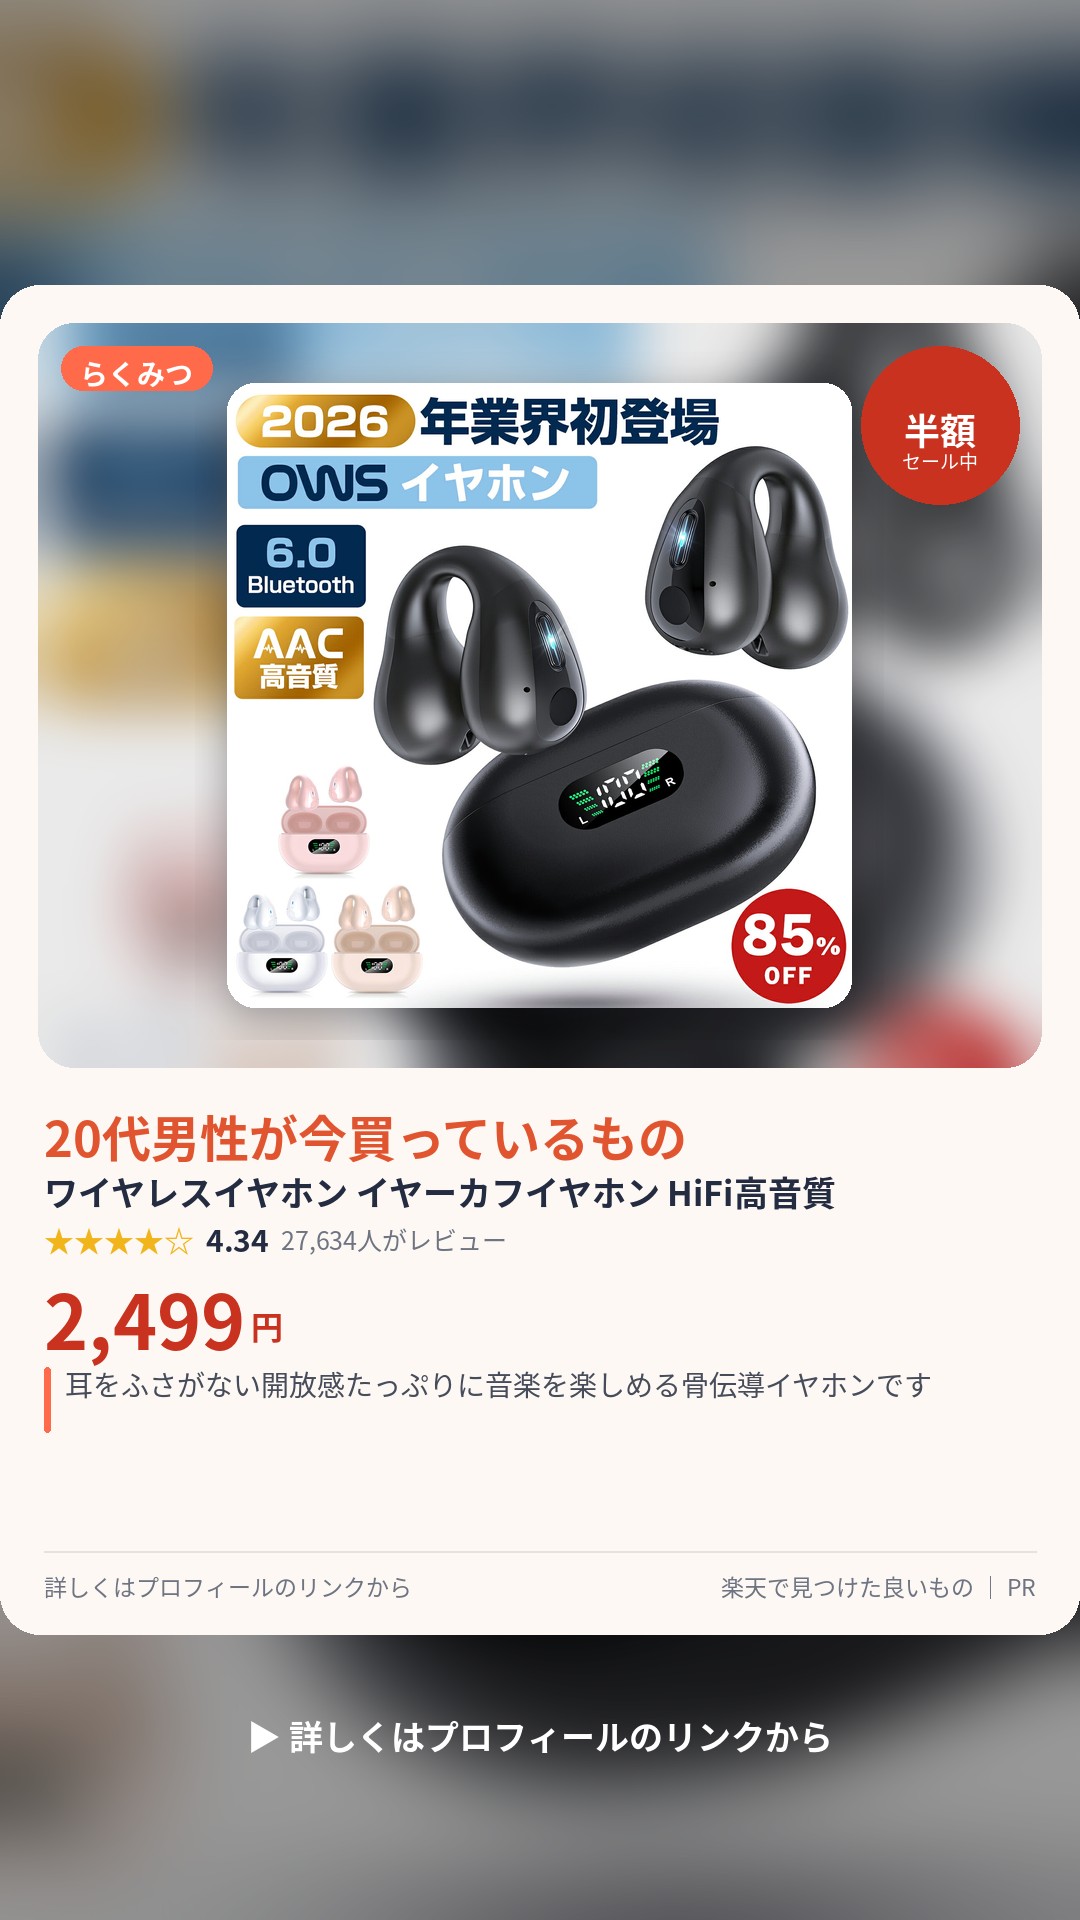 らくみつ
半額
セール中
2026年業界初登場
OWS イヤホン
6.0
Bluetooth
AAC
高音質
100
L
R
85%
OFF
20代男性が今買っているもの
ワイヤレスイヤホン イヤーカフイヤホン HiFi高音質
★★★★☆ 4.34 27,634人がレビュー
2,499円
耳をふさがない開放感たっぷりに音楽を楽しめる骨伝導イヤホンです
詳しくはプロフィールのリンクから
楽天で見つけた良いもの | PR
▶ 詳しくはプロフィールのリンクから